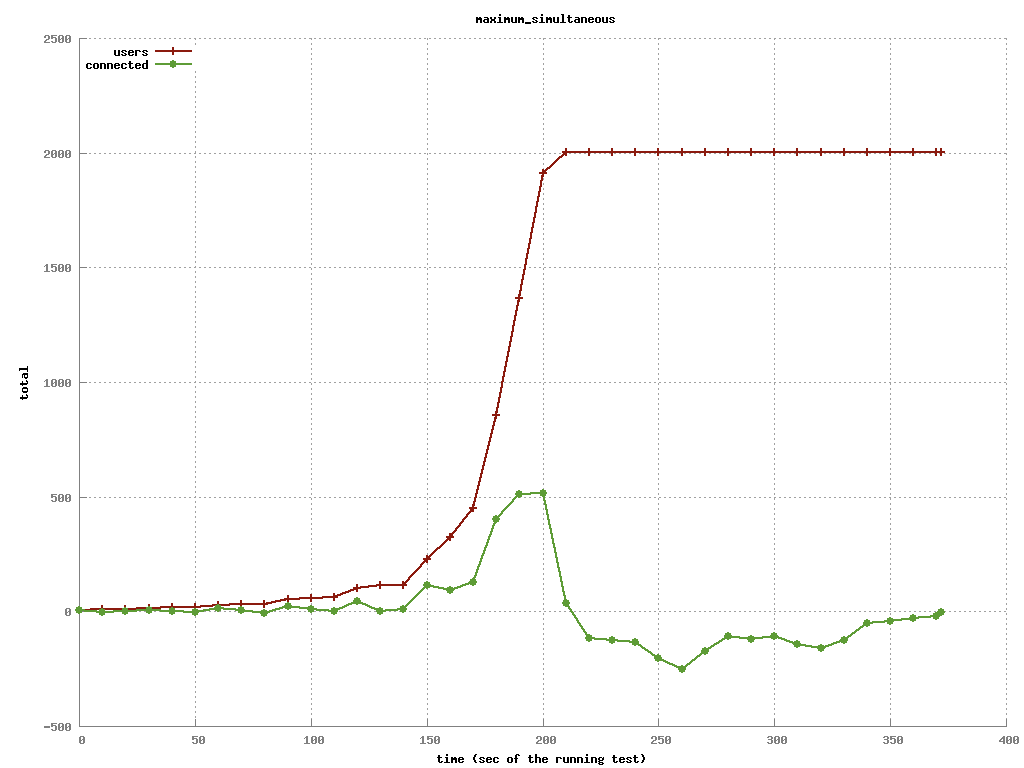 maximum_simultaneous
2500
users
connected
2000
1500
1000
total
500
0
-500
0 50 100 150 200 250 300 350 400
time (sec of the running test)